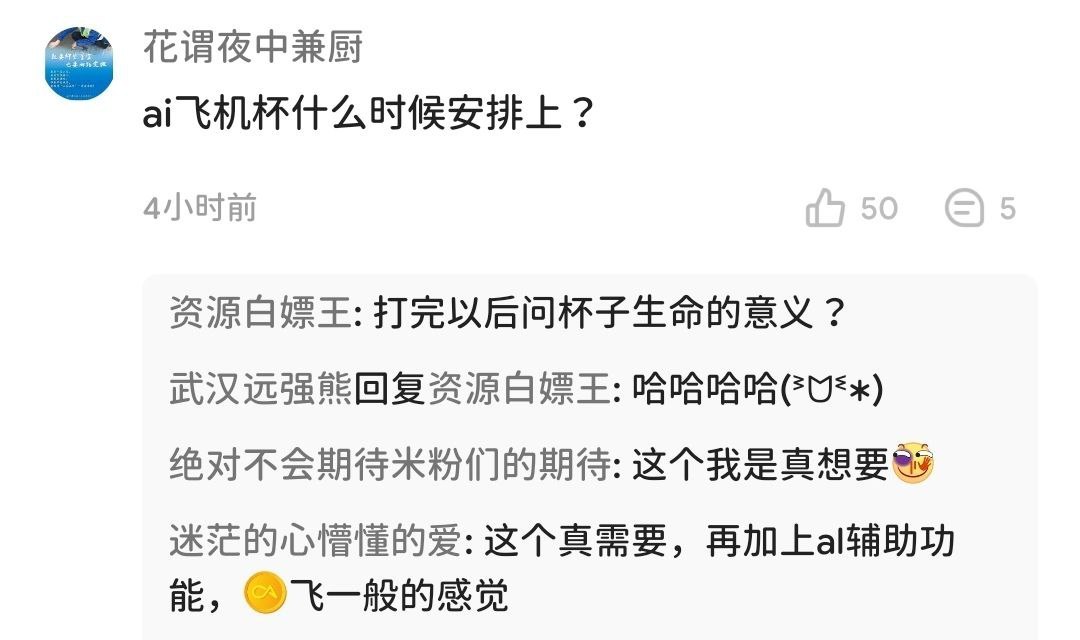 花谓夜中兼厨
ai飞机杯什么时候安排上？
4小时前
50
5
资源白嫖王: 打完以后问杯子生命的意义？
武汉远强熊回复资源白嫖王: 哈哈哈哈(ᵌᗢᵋ∗)
绝对不会期待米粉们的期待: 这个我是真想要
迷茫的心懵懂的爱: 这个真需要，再加上al辅助功
能，飞一般的感觉